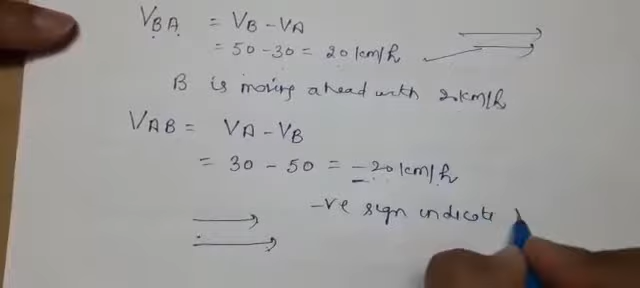 VBA = VB - VA
= 50 - 30 = 20 km/h
B is moving ahead with 20km/h
VAB = VA - VB
= 30 - 50 = -20 km/h
-ve sign indicate